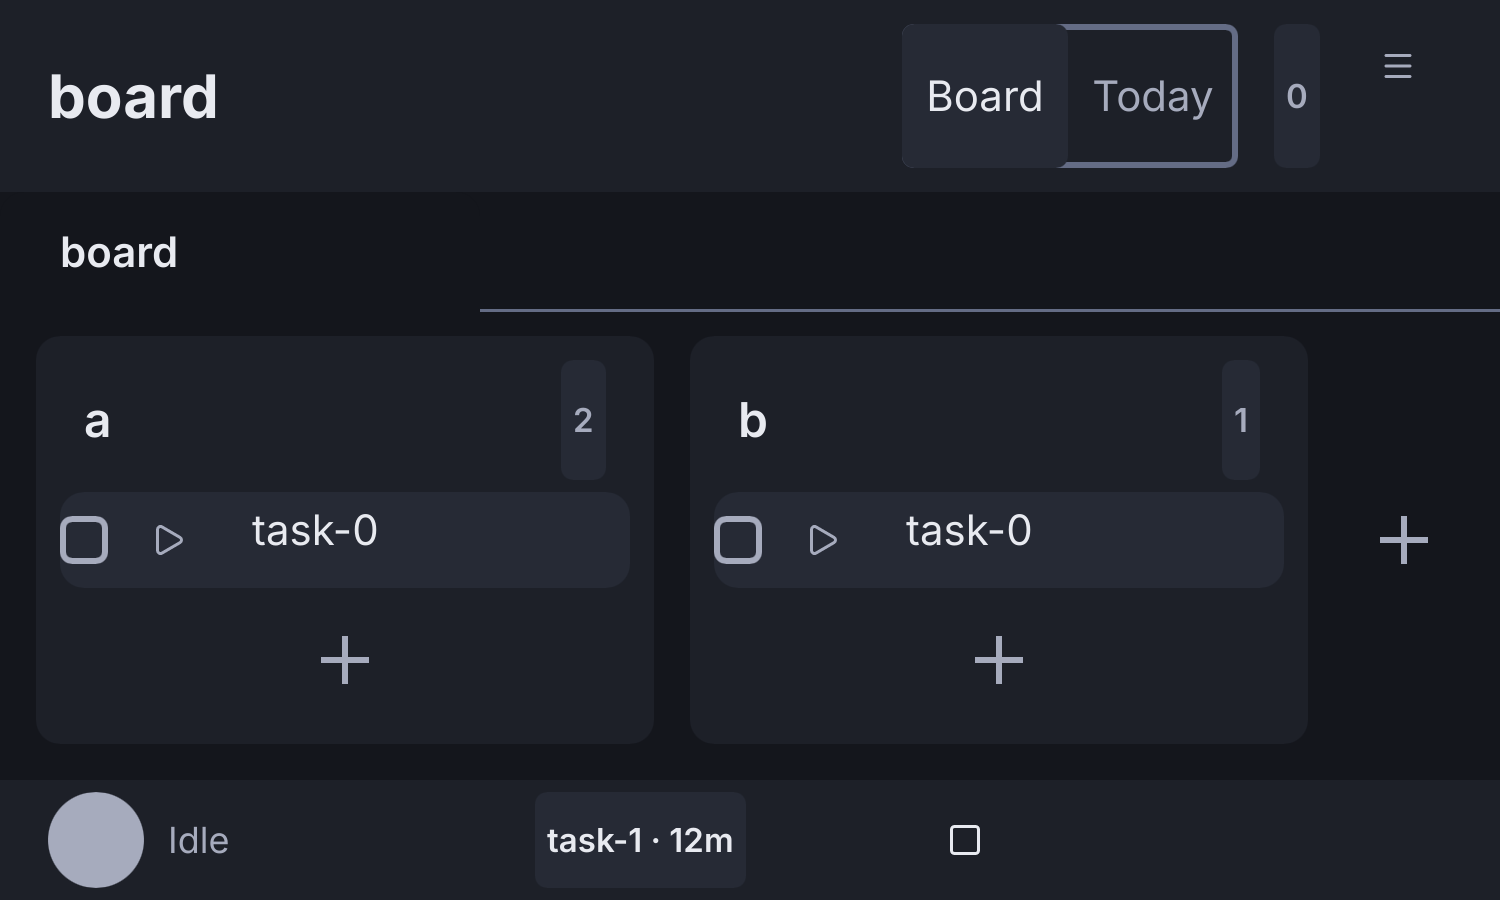 board
Board Today 0
board
a 2
b 1
task-0
task-0
Idle
task-1 · 12m